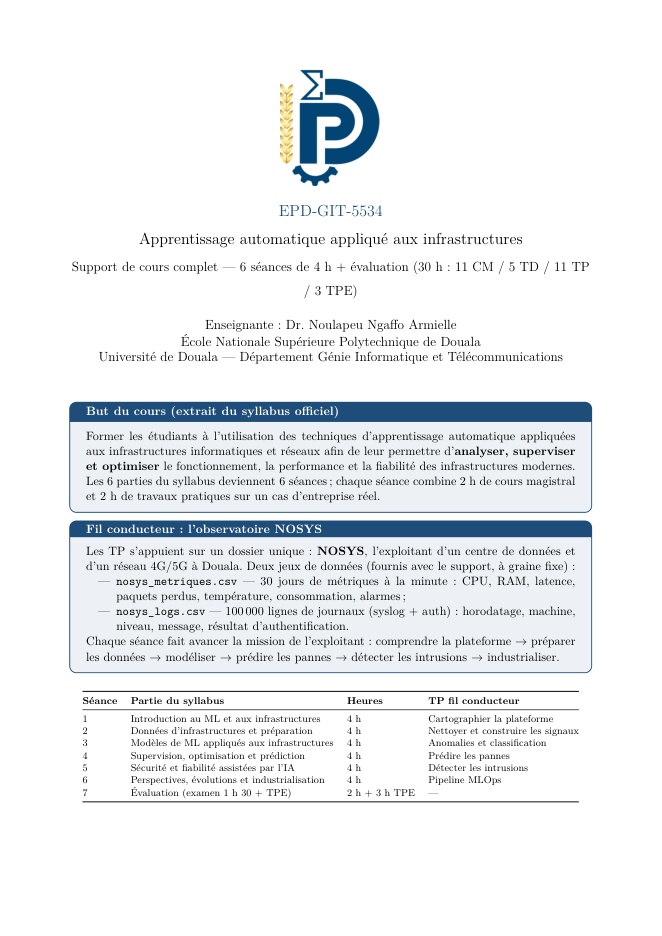 EPD-GIT-5534
Apprentissage automatique appliqué aux infrastructures
Support de cours complet — 6 séances de 4 h + évaluation (30 h : 11 CM / 5 TD / 11 TP
/ 3 TPE)
Enseignante : Dr. Noulapeu Ngaffo Armielle
École Nationale Supérieure Polytechnique de Douala
Université de Douala — Département Génie Informatique et Télécommunications
But du cours (extrait du syllabus officiel)
Former les étudiants à l'utilisation des techniques d'apprentissage automatique appliquées
aux infrastructures informatiques et réseaux afin de leur permettre d'analyser, superviser
et optimiser le fonctionnement, la performance et la fiabilité des infrastructures modernes.
Les 6 parties du syllabus deviennent 6 séances ; chaque séance combine 2 h de cours magistral
et 2 h de travaux pratiques sur un cas d'entreprise réel.
Fil conducteur : l'observatoire NOSYS
Les TP s'appuient sur un dossier unique : NOSYS, l'exploitant d'un centre de données et
d'un réseau 4G/5G à Douala. Deux jeux de données (fournis avec le support, à graine fixe) :
— nosys_metriques.csv — 30 jours de métriques à la minute : CPU, RAM, latence,
paquets perdus, température, consommation, alarmes ;
— nosys_logs.csv — 100 000 lignes de journaux (syslog + auth) : horodatage, machine,
niveau, message, résultat d'authentification.
Chaque séance fait avancer la mission de l'exploitant : comprendre la plateforme → préparer
les données → modéliser → prédire les pannes → détecter les intrusions → industrialiser.
Séance Partie du syllabus Heures TP fil conducteur
1 Introduction au ML et aux infrastructures 4 h Cartographier la plateforme
2 Données d'infrastructures et préparation 4 h Nettoyer et construire les signaux
3 Modèles de ML appliqués aux infrastructures 4 h Anomalies et classification
4 Supervision, optimisation et prédiction 4 h Prédire les pannes
5 Sécurité et fiabilité assistées par l'IA 4 h Détecter les intrusions
6 Perspectives, évolutions et industrialisation 4 h Pipeline MLOps
7 Évaluation (examen 1 h 30 + TPE) 2 h + 3 h TPE —